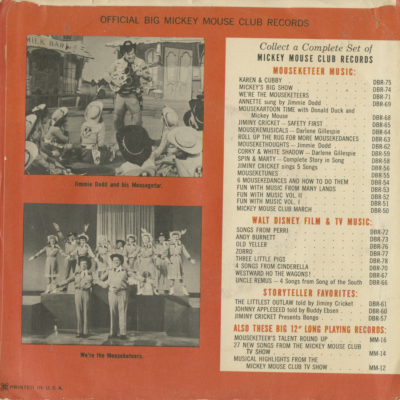 OFFICIAL BIG MICKEY MOUSE CLUB RECORDS
MILK BAR
Jimmie Dodd and his Mousegetar.
We're the Mouseketeers.
PRINTED IN U.S.A.
Collect a Complete Set of
MICKEY MOUSE CLUB RECORDS
MOUSEKETEER MUSIC:
KAREN & CUBBY DBR-75
MICKEY'S BIG SHOW DBR-74
WE'RE THE MOUSEKETEERS DBR-71
ANNETTE sung by Jimmie Dodd DBR-69
MOUSEKARTOON TIME with Donald Duck and
Mickey Mouse DBR-68
JIMINY CRICKET — SAFETY FIRST DBR-65
MOUSEKEMUSICALS — Darlene Gillespie DBR-64
ROLL UP THE RUG FOR MORE MOUSEKEDANCES DBR-63
MOUSEKETHOUGHTS — Jimmie Dodd DBR-62
CORKY & WHITE SHADOW — Darlene Gillespie DBR-59
SPIN & MARTY — Complete Story in Song DBR-58
JIMINY CRICKET sings 5 Songs DBR-56
MOUSEKETUNES DBR-55
6 MOUSEKEDANCES AND HOW TO DO THEM DBR-54
FUN WITH MUSIC FROM MANY LANDS DBR-53
FUN WITH MUSIC VOL. II DBR-52
FUN WITH MUSIC VOL. I DBR-51
MICKEY MOUSE CLUB MARCH DBR-50
WALT DISNEY FILM & TV MUSIC:
SONGS FROM PERRI DBR-72
ANDY BURNETT DBR-73
OLD YELLER DBR-76
ZORRO DBR-77
THREE LITTLE PIGS DBR-78
4 SONGS FROM CINDERELLA DBR-70
WESTWARD HO THE WAGONS! DBR-67
UNCLE REMUS — 4 Songs from Song of the South DBR-66
STORYTELLER FAVORITES:
THE LITTLEST OUTLAW told by Jiminy Cricket DBR-61
JOHNNY APPLESEED told by Buddy Ebsen DBR-60
JIMINY CRICKET Presents Bongo DBR-57
ALSO THESE BIG 12" LONG PLAYING RECORDS:
MOUSEKETEER'S TALENT ROUND UP MM-16
27 NEW SONGS FROM THE MICKEY MOUSE CLUB
TV SHOW MM-14
MUSICAL HIGHLIGHTS FROM THE
MICKEY MOUSE CLUB TV SHOW MM-12